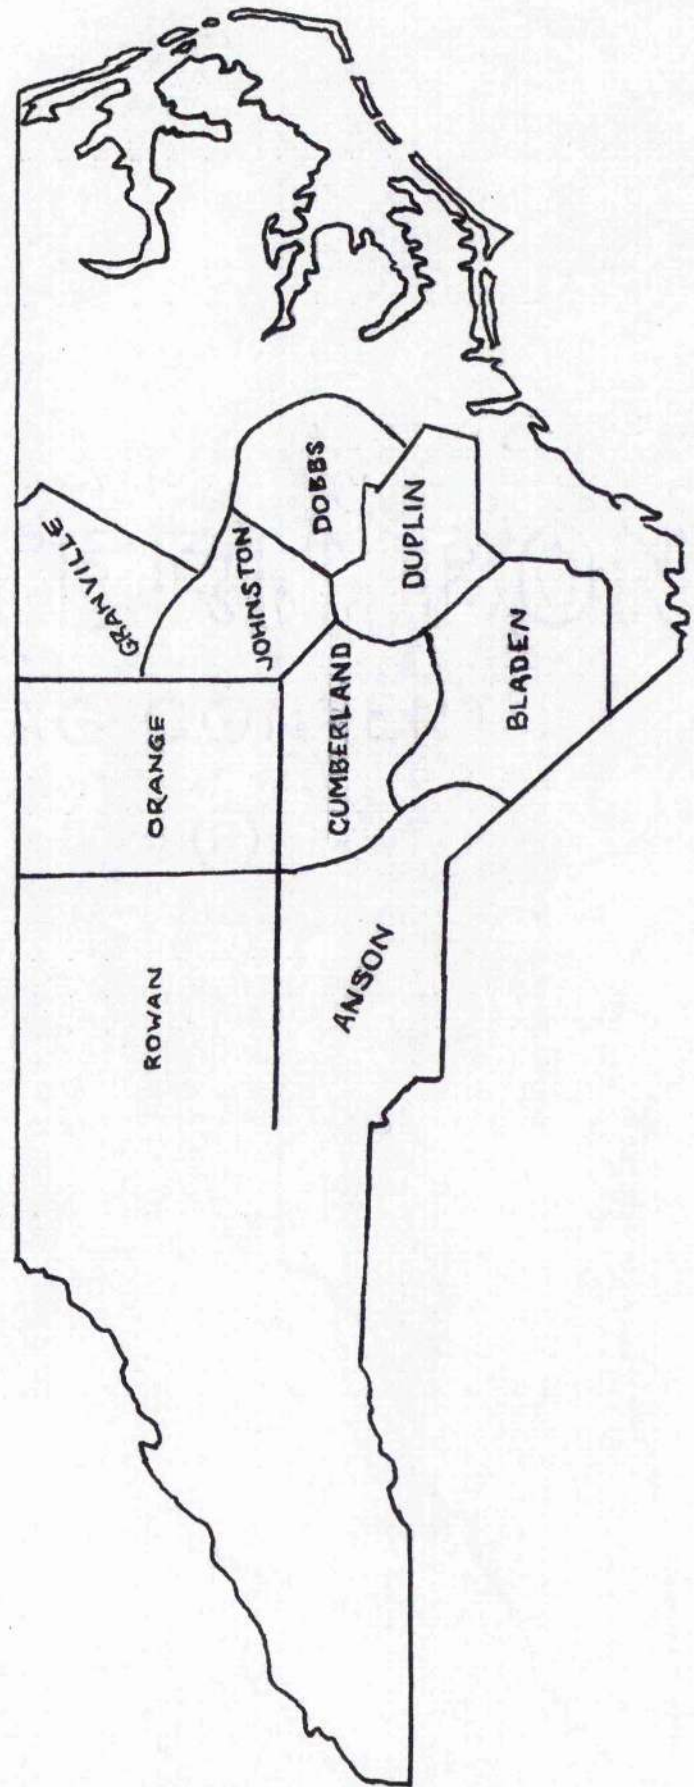 GRANVILLE
JOHNSTON
DOBBS
DUPLIN
ORANGE
CUMBERLAND
BLADEN
ROWAN
ANSON